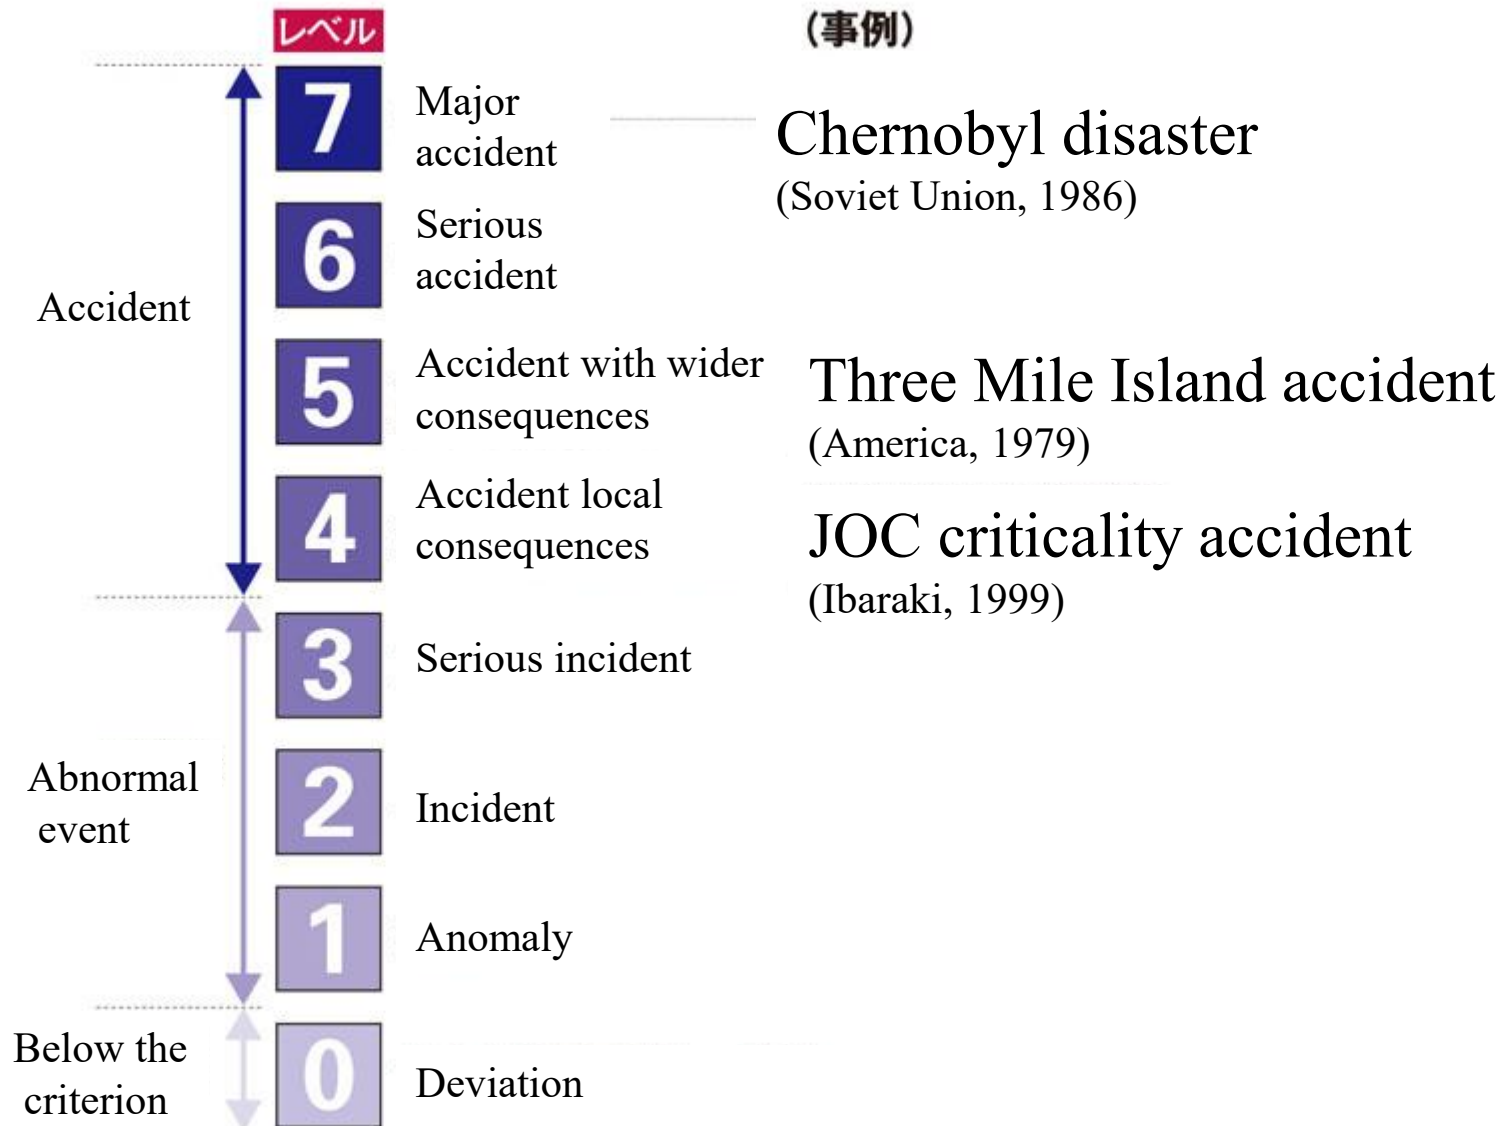 レベル
（事例）
7
Major
accident
Chernobyl disaster
(Soviet Union, 1986)
6
Serious
accident
Accident
5
Accident with wider
consequences
Three Mile Island accident
(America, 1979)
4
Accident local
consequences
JOC criticality accident
(Ibaraki, 1999)
3
Serious incident
Abnormal
event
2
Incident
1
Anomaly
Below the
criterion
0
Deviation